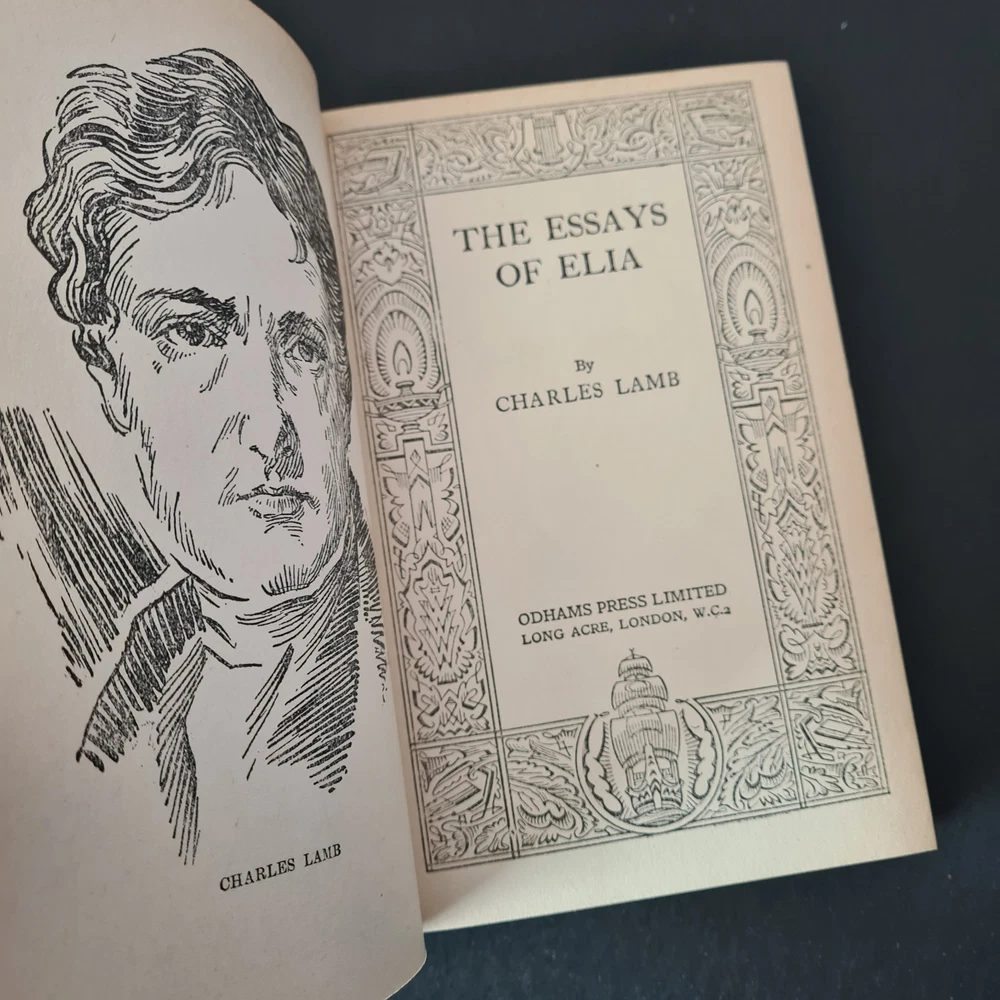 CHARLES LAMB
THE ESSAYS
OF ELIA
By
CHARLES LAMB
ODHAMS PRESS LIMITED
LONG ACRE, LONDON, W.C.2